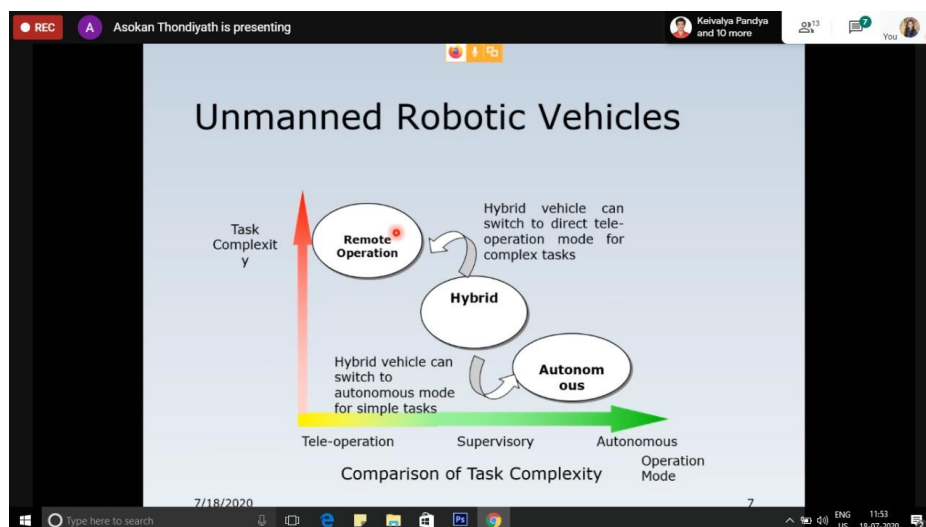 REC
A
Asokan Thondiyath is presenting
Keivalya Pandya
and 10 more
13
7
You
Unmanned Robotic Vehicles
Task
Complexit
y
Remote
Operation
Hybrid vehicle can
switch to direct tele-
operation mode for
complex tasks
Hybrid
Hybrid vehicle can
switch to
autonomous mode
for simple tasks
Autonom
ous
Tele-operation
Supervisory
Autonomous
Operation
Mode
Comparison of Task Complexity
7/18/2020
7
Type here to search
Ps
ENG
11:53
US
18-07-2020